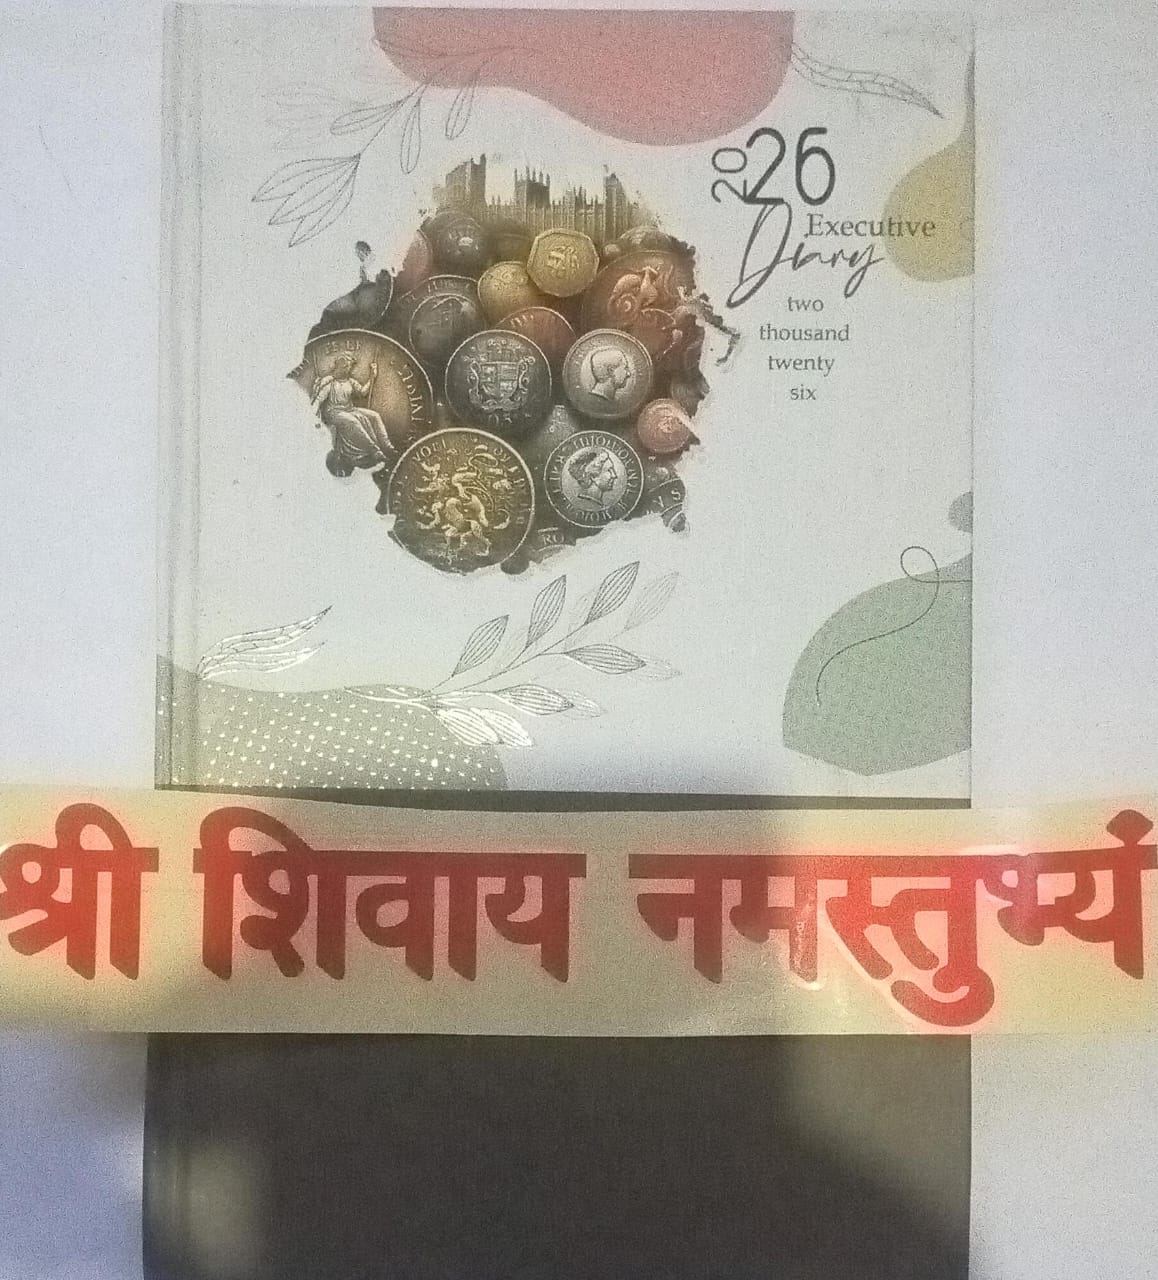 2026
Executive
Diary
two
thousand
twenty
six
श्री शिवाय नमस्तुभ्यं